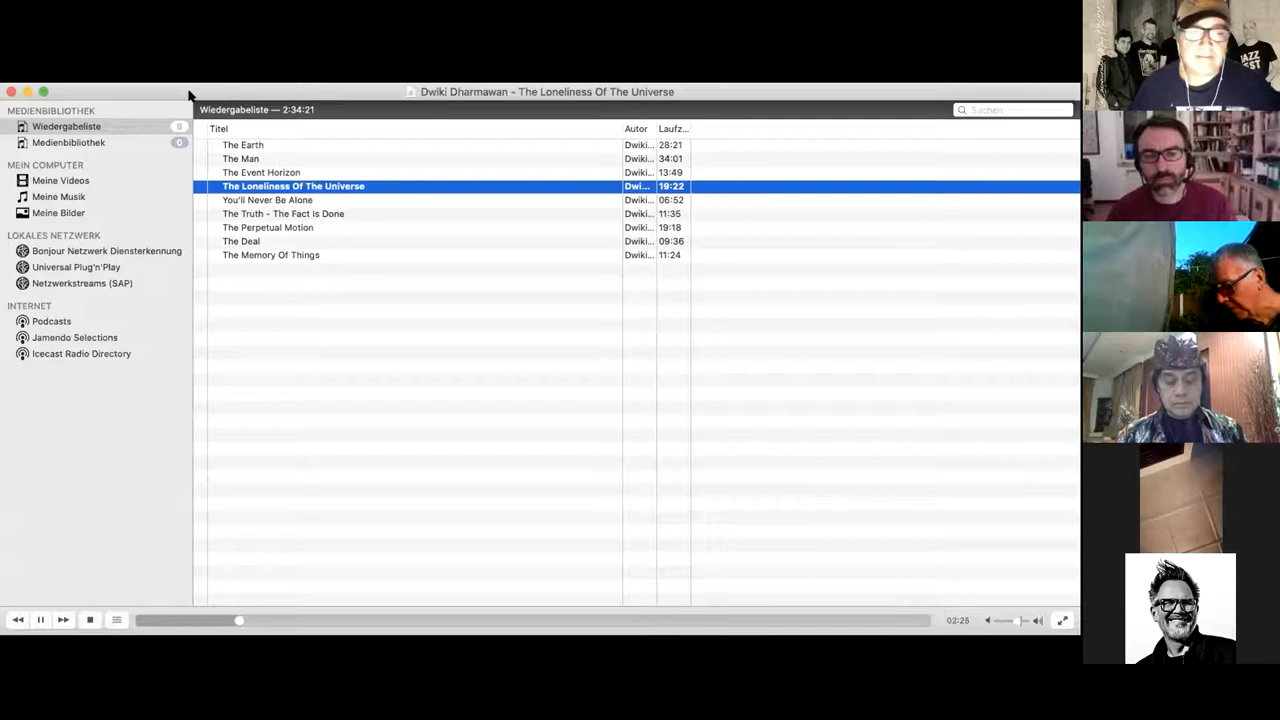 Dwiki Dharmawan - The Loneliness Of The Universe
MEDIENBIBLIOTHEK
Wiedergabeliste 9
Medienbibliothek 0
MEIN COMPUTER
Meine Videos
Meine Musik
Meine Bilder
LOKALES NETZWERK
Bonjour Netzwerk Diensterkennung
Universal Plug'n'Play
Netzwerkstreams (SAP)
INTERNET
Podcasts
Jamendo Selections
Icecast Radio Directory
Wiedergabeliste — 2:34:21
Suchen
Titel Autor Laufz...
The Earth Dwiki... 28:21
The Man Dwiki... 34:01
The Event Horizon Dwiki... 13:49
The Loneliness Of The Universe Dwi... 19:22
You'll Never Be Alone Dwiki... 06:52
The Truth - The Fact Is Done Dwiki... 11:35
The Perpetual Motion Dwiki... 19:18
The Deal Dwiki... 09:36
The Memory Of Things Dwiki... 11:24
02:25
JAZZ